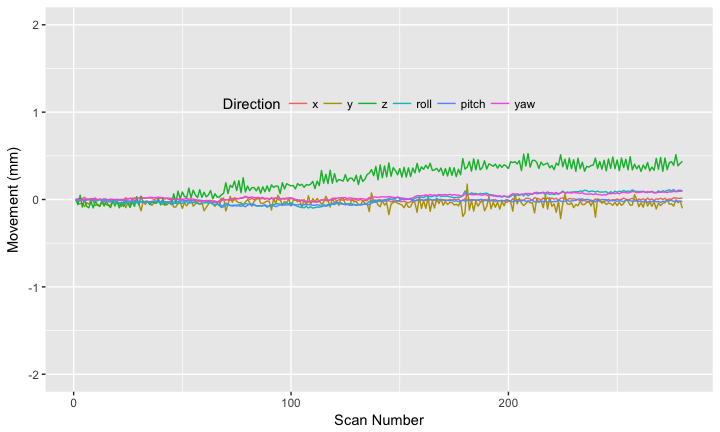 2
1
0
-1
-2
Movement (mm)
Direction x y z roll pitch yaw
0 100 200
Scan Number